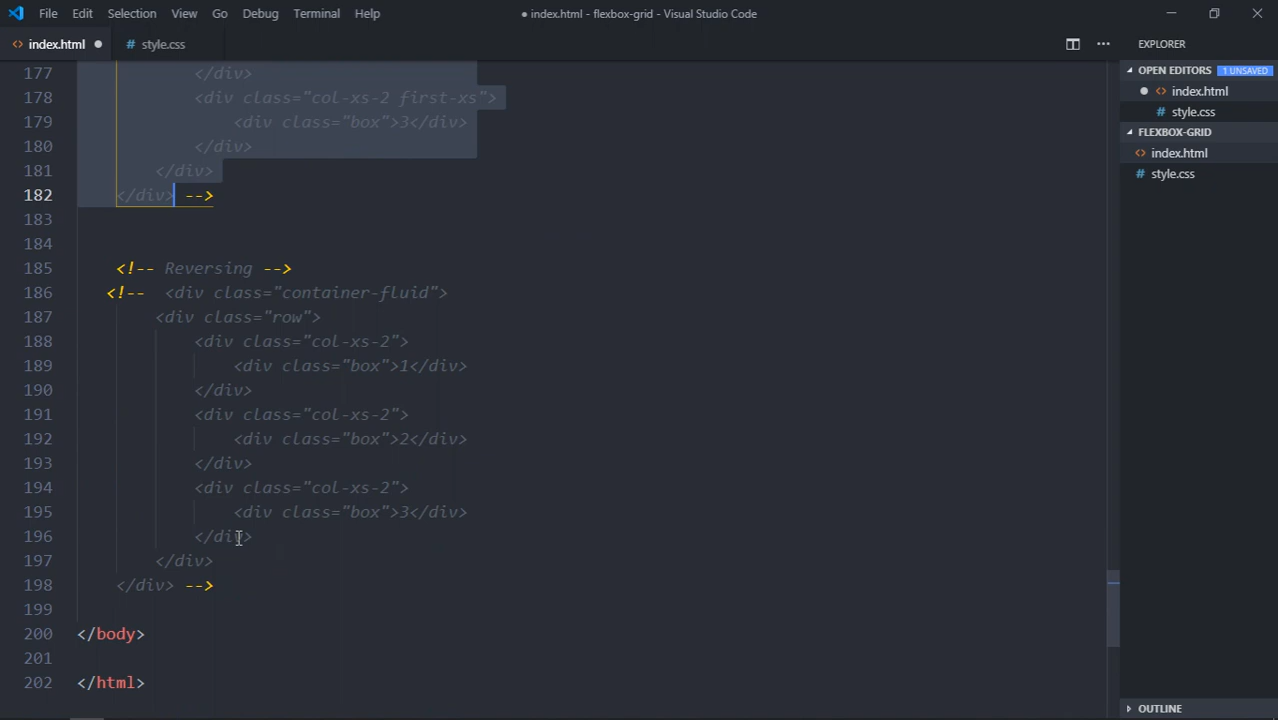 File Edit Selection View Go Debug Terminal Help
● index.html - flexbox-grid - Visual Studio Code
index.html
# style.css
EXPLORER
OPEN EDITORS 1 UNSAVED
index.html
style.css
FLEXBOX-GRID
index.html
style.css
OUTLINE
177 </div>
178 <div class="col-xs-2 first-xs">
179 <div class="box">3</div>
180 </div>
181 </div>
182 </div> -->
183
184
185 <!-- Reversing -->
186 <!-- <div class="container-fluid">
187 <div class="row">
188 <div class="col-xs-2">
189 <div class="box">1</div>
190 </div>
191 <div class="col-xs-2">
192 <div class="box">2</div>
193 </div>
194 <div class="col-xs-2">
195 <div class="box">3</div>
196 </div>
197 </div>
198 </div> -->
199
200 </body>
201
202 </html>